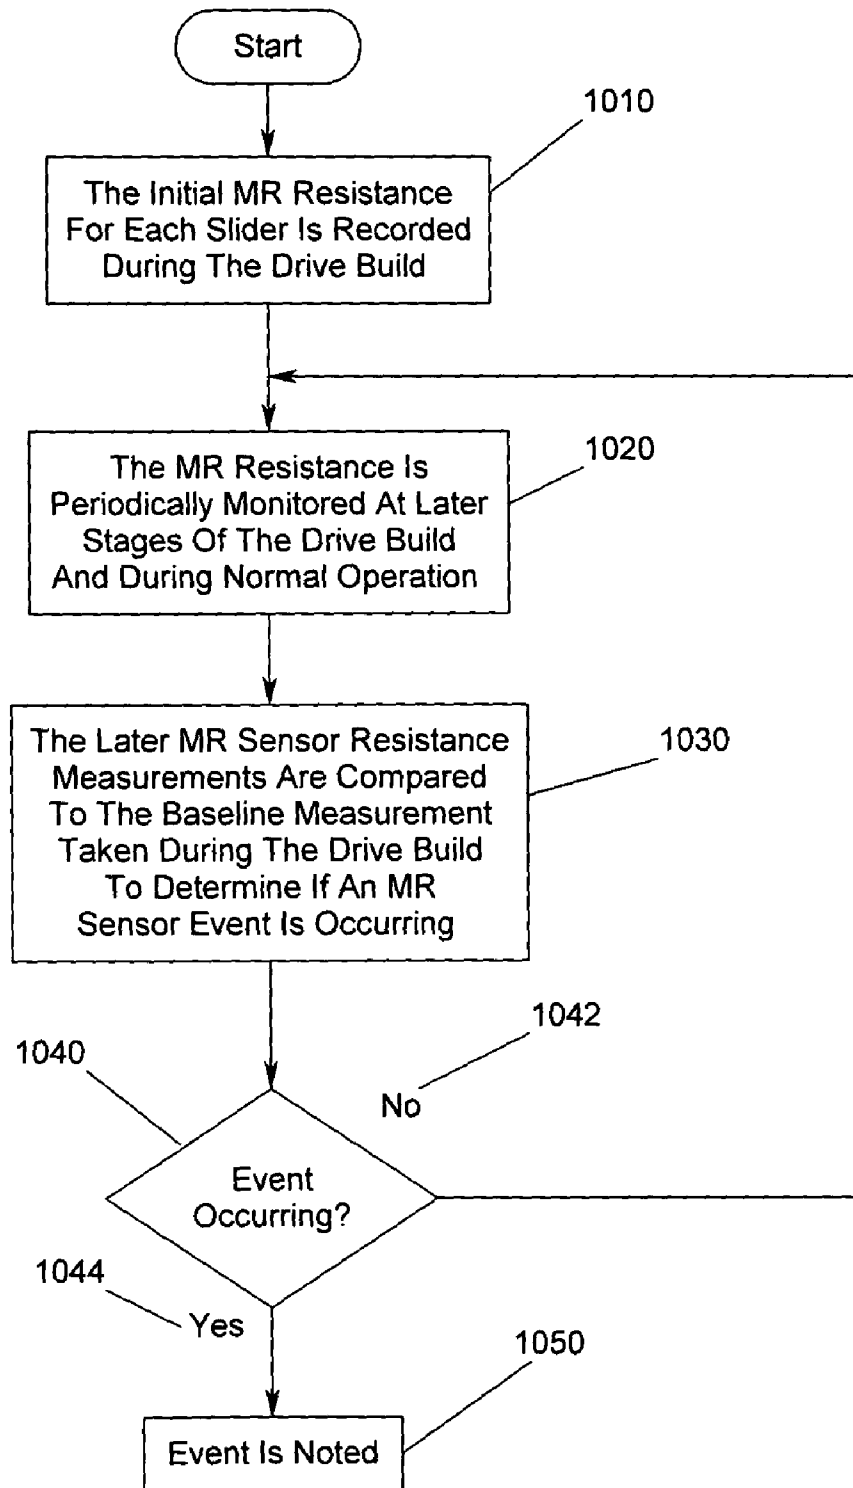 Start
1010
The Initial MR Resistance
For Each Slider Is Recorded
During The Drive Build
1020
The MR Resistance Is
Periodically Monitored At Later
Stages Of The Drive Build
And During Normal Operation
1030
The Later MR Sensor Resistance
Measurements Are Compared
To The Baseline Measurement
Taken During The Drive Build
To Determine If An MR
Sensor Event Is Occurring
1042
1040
No
Event
Occurring?
1044
Yes
1050
Event Is Noted